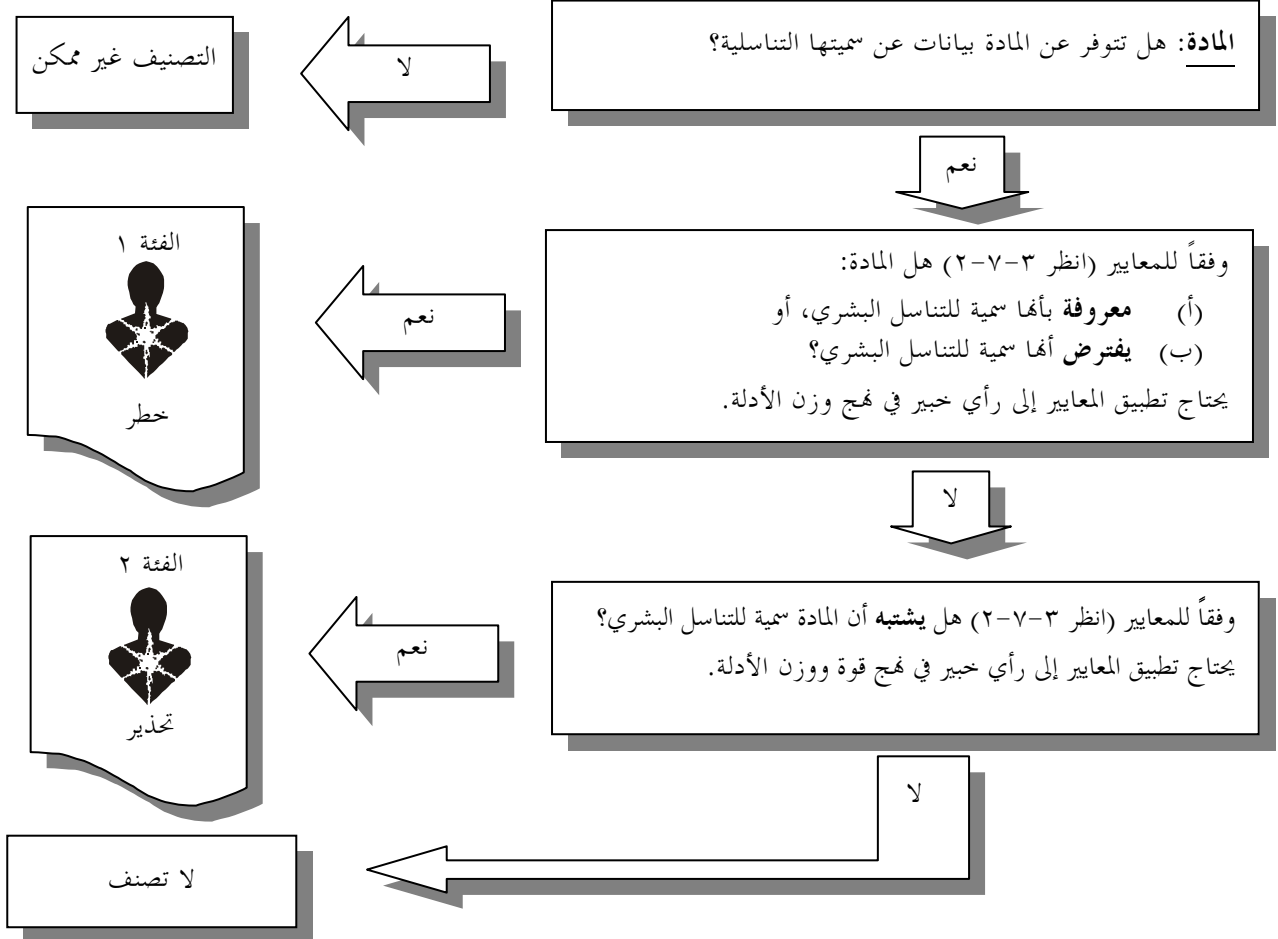 المادة: هل تتوفر عن المادة بيانات عن سميتها التناسلية؟
لا
التصنيف غير ممكن
نعم
وفقاً للمعايير (انظر ٣-٧-٢) هل المادة:
(أ) معروفة بأنها سمية للتناسل البشري، أو
(ب) يفترض أنها سمية للتناسل البشري؟
يحتاج تطبيق المعايير إلى رأي خبير في نهج وزن الأدلة.
نعم
الفئة ١
خطر
لا
وفقاً للمعايير (انظر ٣-٧-٢) هل يشتبه أن المادة سمية للتناسل البشري؟
يحتاج تطبيق المعايير إلى رأي خبير في نهج قوة ووزن الأدلة.
نعم
الفئة ٢
تحذير
لا
لا تصنف